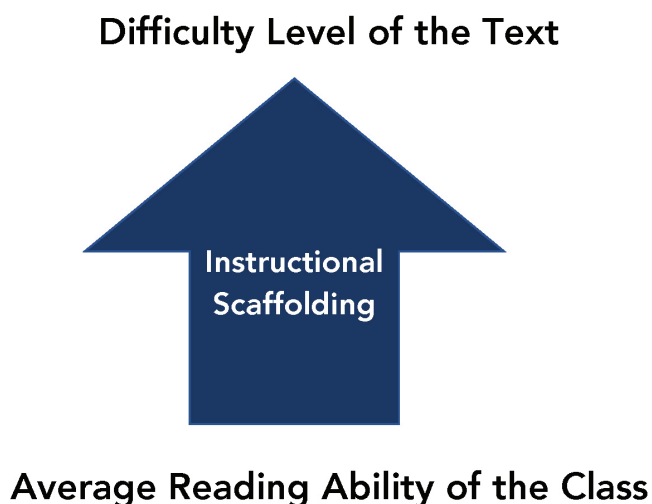 Difficulty Level of the Text
Instructional
Scaffolding
Average Reading Ability of the Class